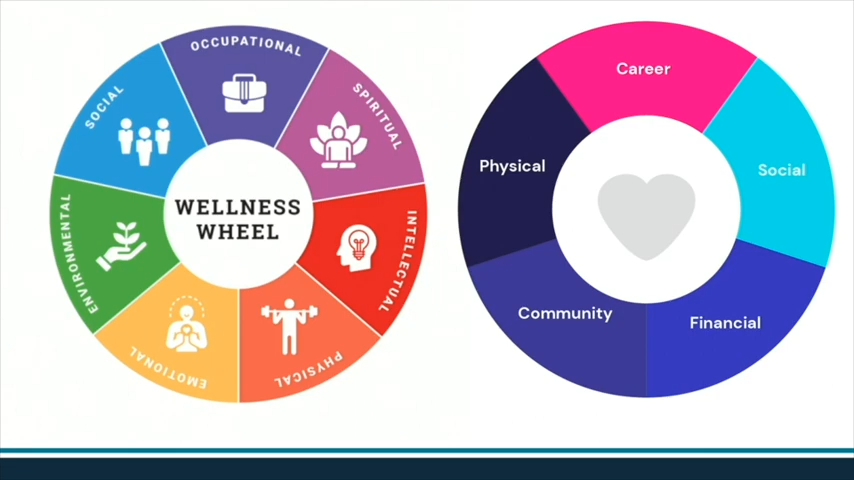 OCCUPATIONAL
SPIRITUAL
INTELLECTUAL
PHYSICAL
EMOTIONAL
ENVIRONMENTAL
SOCIAL
WELLNESS
WHEEL
Career
Social
Financial
Community
Physical